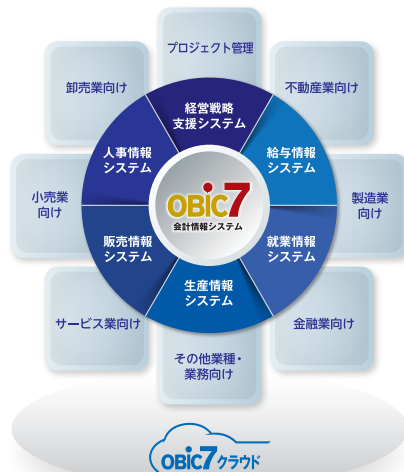 プロジェクト管理
卸売業向け
不動産業向け
経営戦略
支援システム
人事情報
システム
給与情報
システム
OBIC7
会計情報システム
小売業
向け
製造業
向け
販売情報
システム
就業情報
システム
生産情報
システム
サービス業向け
金融業向け
その他業種・
業務向け
OBIC7クラウド